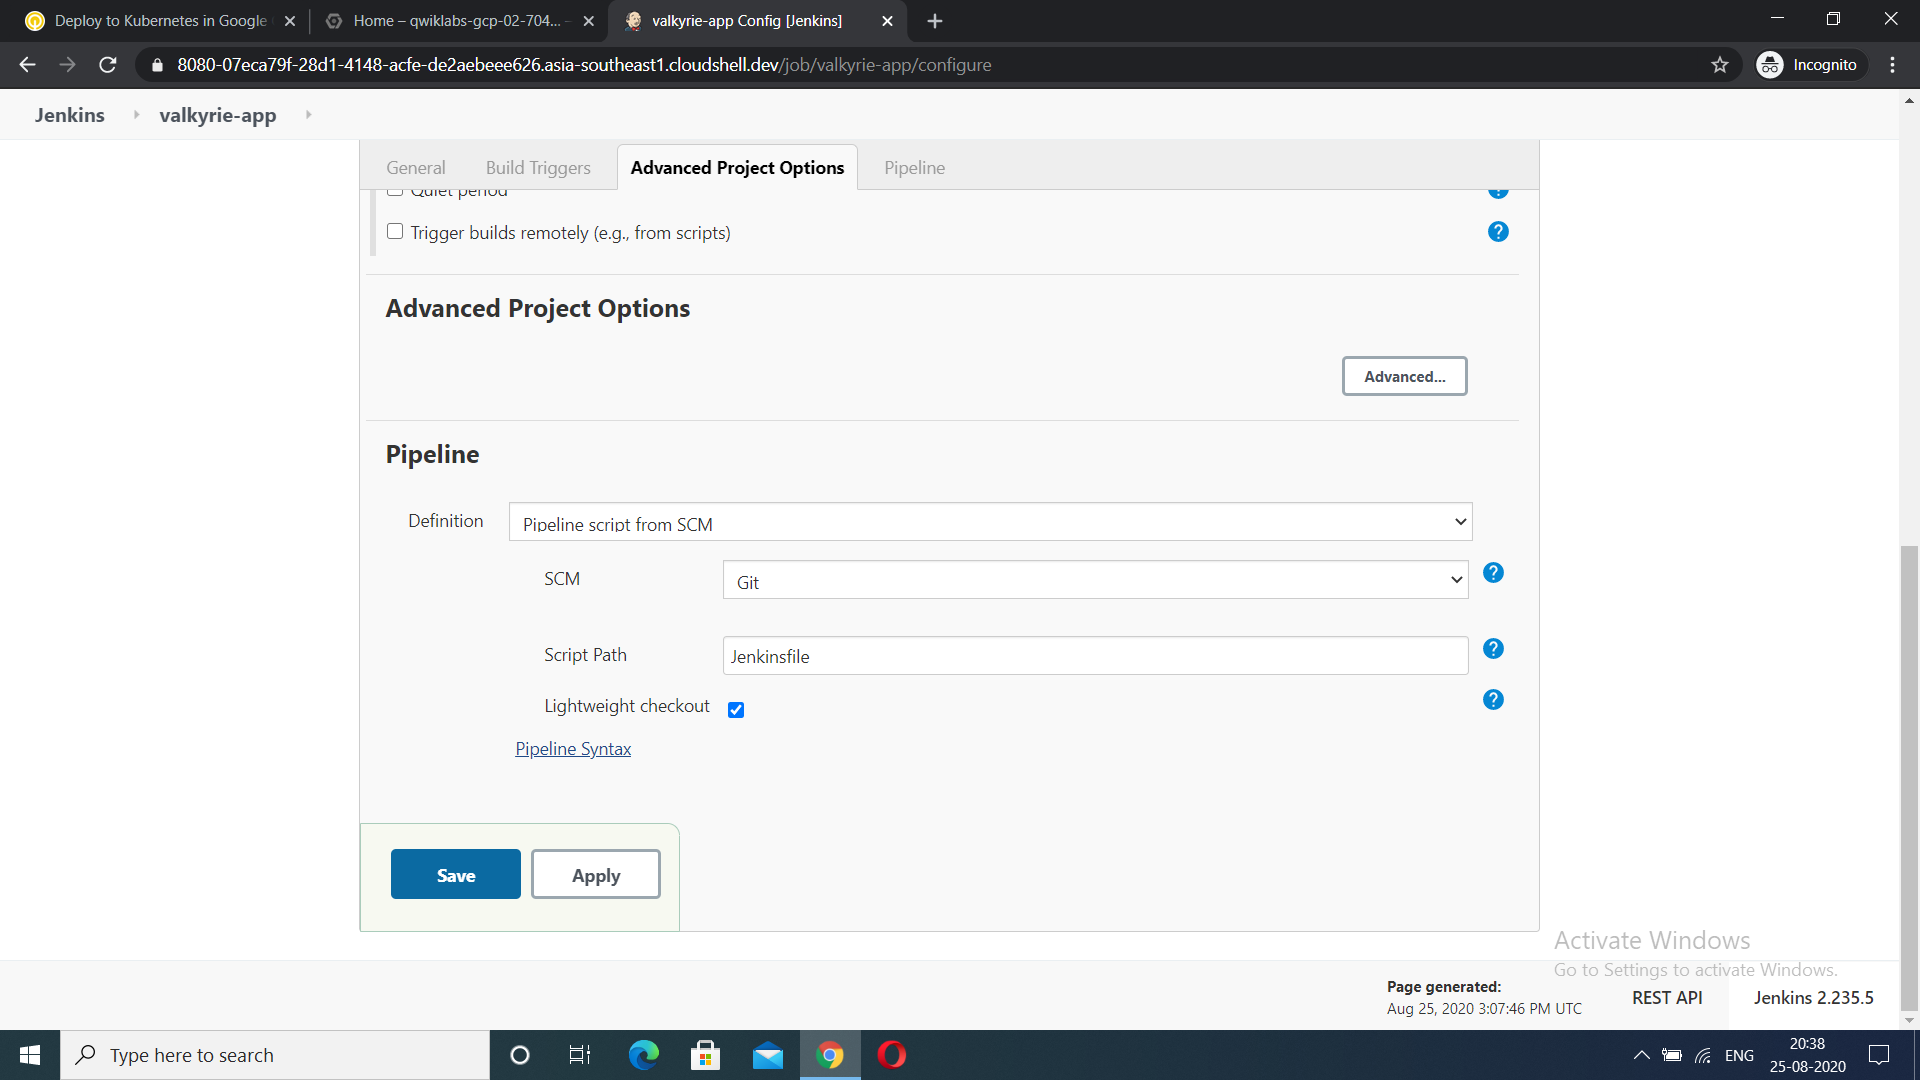 Deploy to Kubernetes in Google
Home – qwiklabs-gcp-02-704...
valkyrie-app Config [Jenkins]
8080-07eca79f-28d1-4148-acfe-de2aebeee626.asia-southeast1.cloudshell.dev/job/valkyrie-app/configure
Incognito
Jenkins
valkyrie-app
General
Build Triggers
Advanced Project Options
Pipeline
Quiet period
Trigger builds remotely (e.g., from scripts)
Advanced Project Options
Advanced...
Pipeline
Definition
Pipeline script from SCM
SCM
Git
Script Path
Jenkinsfile
Lightweight checkout
Pipeline Syntax
Save
Apply
Activate Windows
Go to Settings to activate Windows.
Page generated:
Aug 25, 2020 3:07:46 PM UTC
REST API
Jenkins 2.235.5
Type here to search
ENG
20:38
25-08-2020